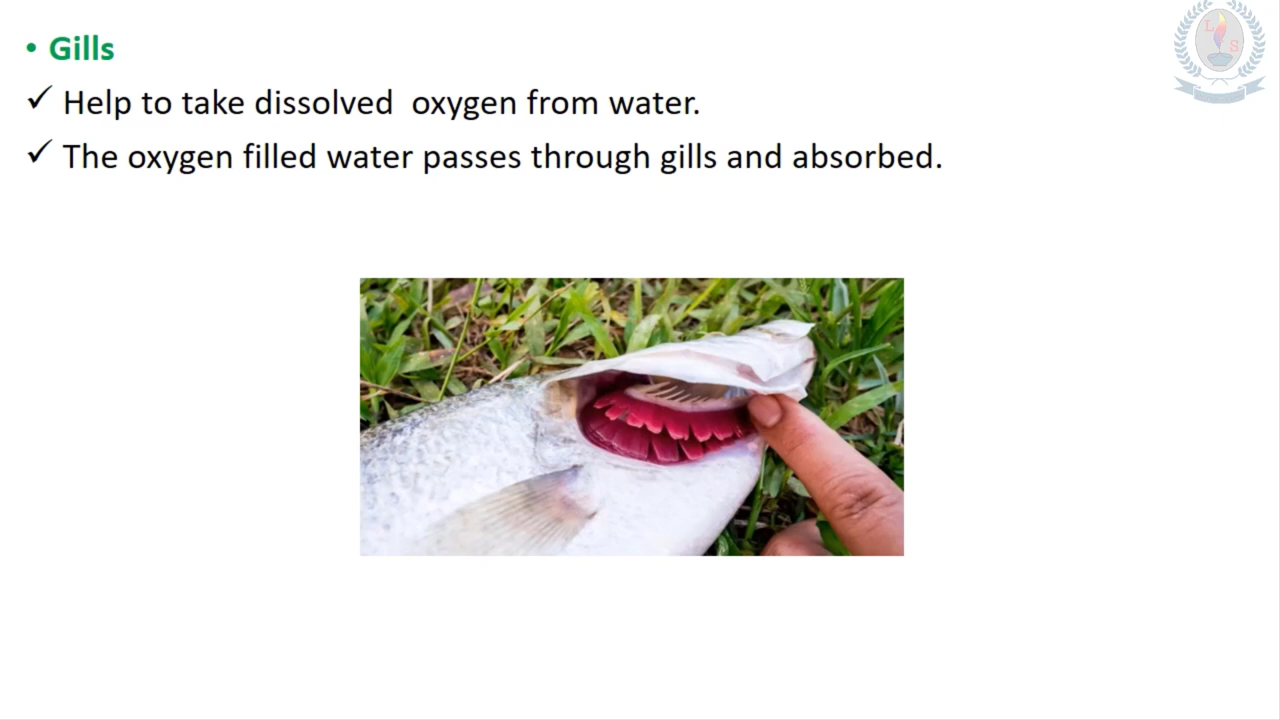 • Gills
✓ Help to take dissolved  oxygen from water.
✓ The oxygen filled water passes through gills and absorbed.
L
S